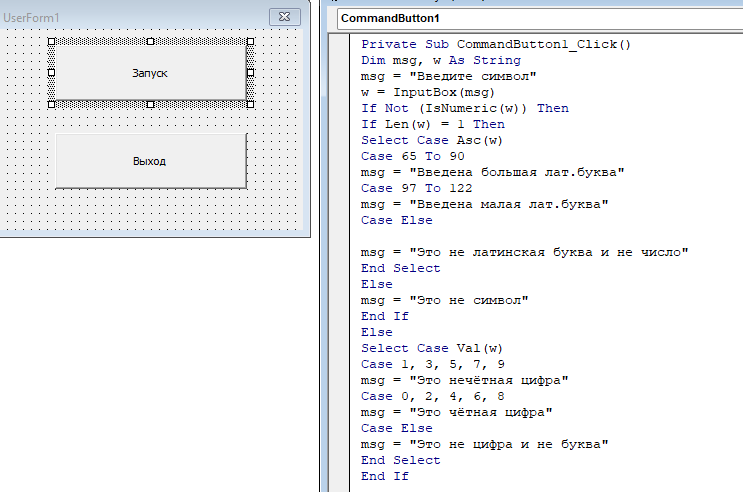 UserForm1
Запуск
Выход
CommandButton1
Private Sub CommandButton1_Click()
Dim msg, w As String
msg = "Введите символ"
w = InputBox(msg)
If Not (IsNumeric(w)) Then
If Len(w) = 1 Then
Select Case Asc(w)
Case 65 To 90
msg = "Введена большая лат.буква"
Case 97 To 122
msg = "Введена малая лат.буква"
Case Else
msg = "Это не латинская буква и не число"
End Select
Else
msg = "Это не символ"
End If
Else
Select Case Val(w)
Case 1, 3, 5, 7, 9
msg = "Это нечётная цифра"
Case 0, 2, 4, 6, 8
msg = "Это чётная цифра"
Case Else
msg = "Это не цифра и не буква"
End Select
End If